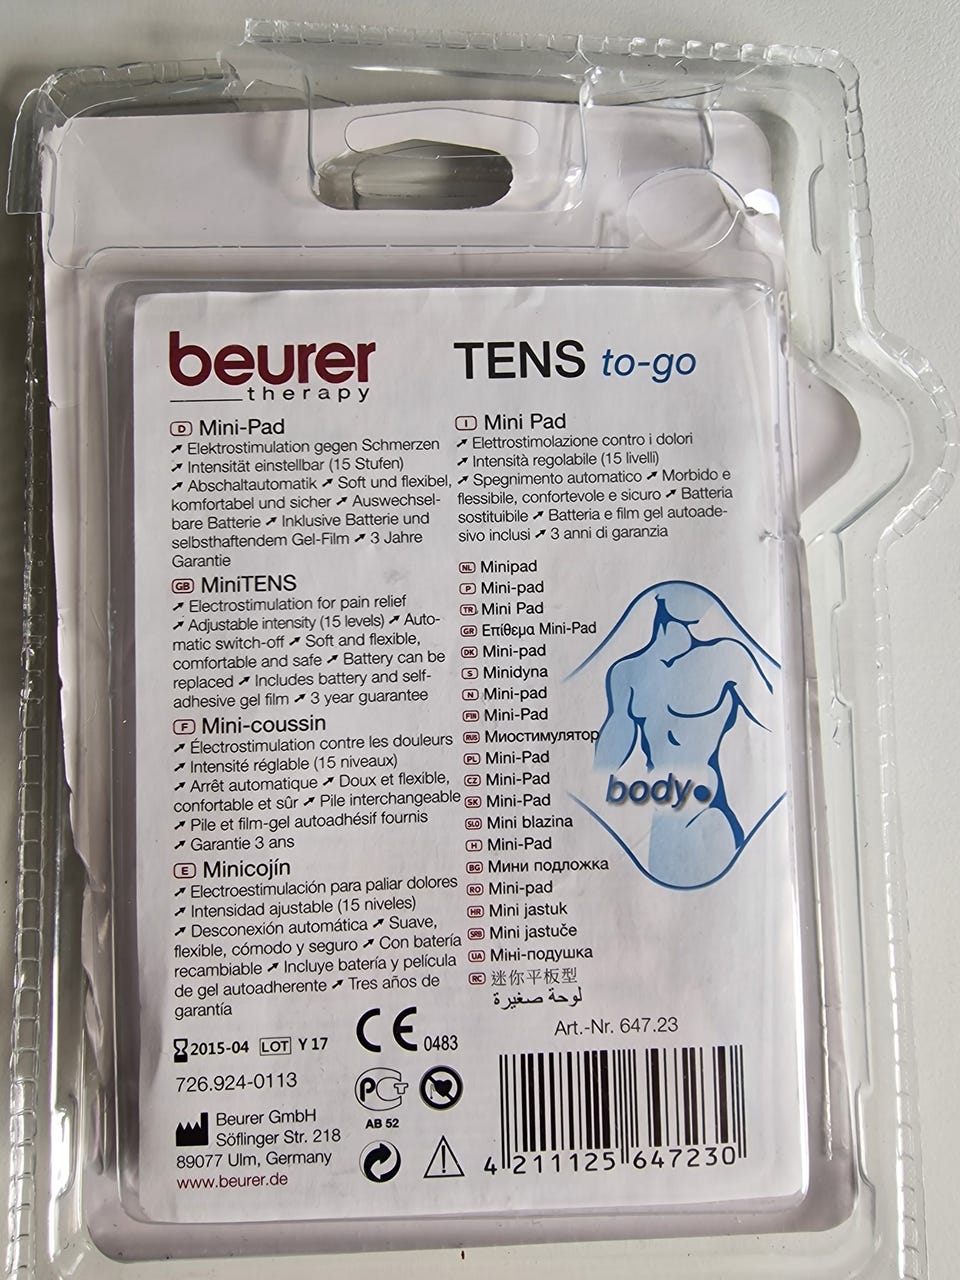 beurer
therapy
TENS to-go
D Mini-Pad
➚ Elektrostimulation gegen Schmerzen
➚ Intensität einstellbar (15 Stufen)
➚ Abschaltautomatik ➚ Soft und flexibel,
komfortabel und sicher ➚ Auswechsel-
bare Batterie ➚ Inklusive Batterie und
selbsthaftendem Gel-Film ➚ 3 Jahre
Garantie
GB MiniTENS
➚ Electrostimulation for pain relief
➚ Adjustable intensity (15 levels) ➚ Auto-
matic switch-off ➚ Soft and flexible,
comfortable and safe ➚ Battery can be
replaced ➚ Includes battery and self-
adhesive gel film ➚ 3 year guarantee
F Mini-coussin
➚ Électrostimulation contre les douleurs
➚ Intensité réglable (15 niveaux)
➚ Arrêt automatique ➚ Doux et flexible,
confortable et sûr ➚ Pile interchangeable
➚ Pile et film-gel autoadhésif fournis
➚ Garantie 3 ans
E Minicojín
➚ Electroestimulación para paliar dolores
➚ Intensidad ajustable (15 niveles)
➚ Desconexión automática ➚ Suave,
flexible, cómodo y seguro ➚ Con batería
recambiable ➚ Incluye batería y película
de gel autoadherente ➚ Tres años de
garantía
I Mini Pad
➚ Elettrostimolazione contro i dolori
➚ Intensità regolabile (15 livelli)
➚ Spegnimento automatico ➚ Morbido e
flessibile, confortevole e sicuro ➚ Batteria
sostituibile ➚ Batteria e film gel autoade-
sivo inclusi ➚ 3 anni di garanzia
NL Minipad
P Mini-pad
TR Mini Pad
GR Επίθεμα Mini-Pad
DK Mini-pad
S Minidyna
N Mini-pad
FIN Mini-Pad
RUS Миостимулятор
PL Mini-Pad
CZ Mini-Pad
SK Mini-Pad
SLO Mini blazina
H Mini-Pad
BG Мини подложка
RO Mini-pad
HR Mini jastuk
SRB Mini jastuče
UA Міні-подушка
RC 迷你平板型
لوحة صغيرة
body
2015-04 LOT Y 17
726.924-0113
Beurer GmbH
Söflinger Str. 218
89077 Ulm, Germany
www.beurer.de
CE 0483
РСТ
AB 52
Art.-Nr. 647.23
4 211125 647230